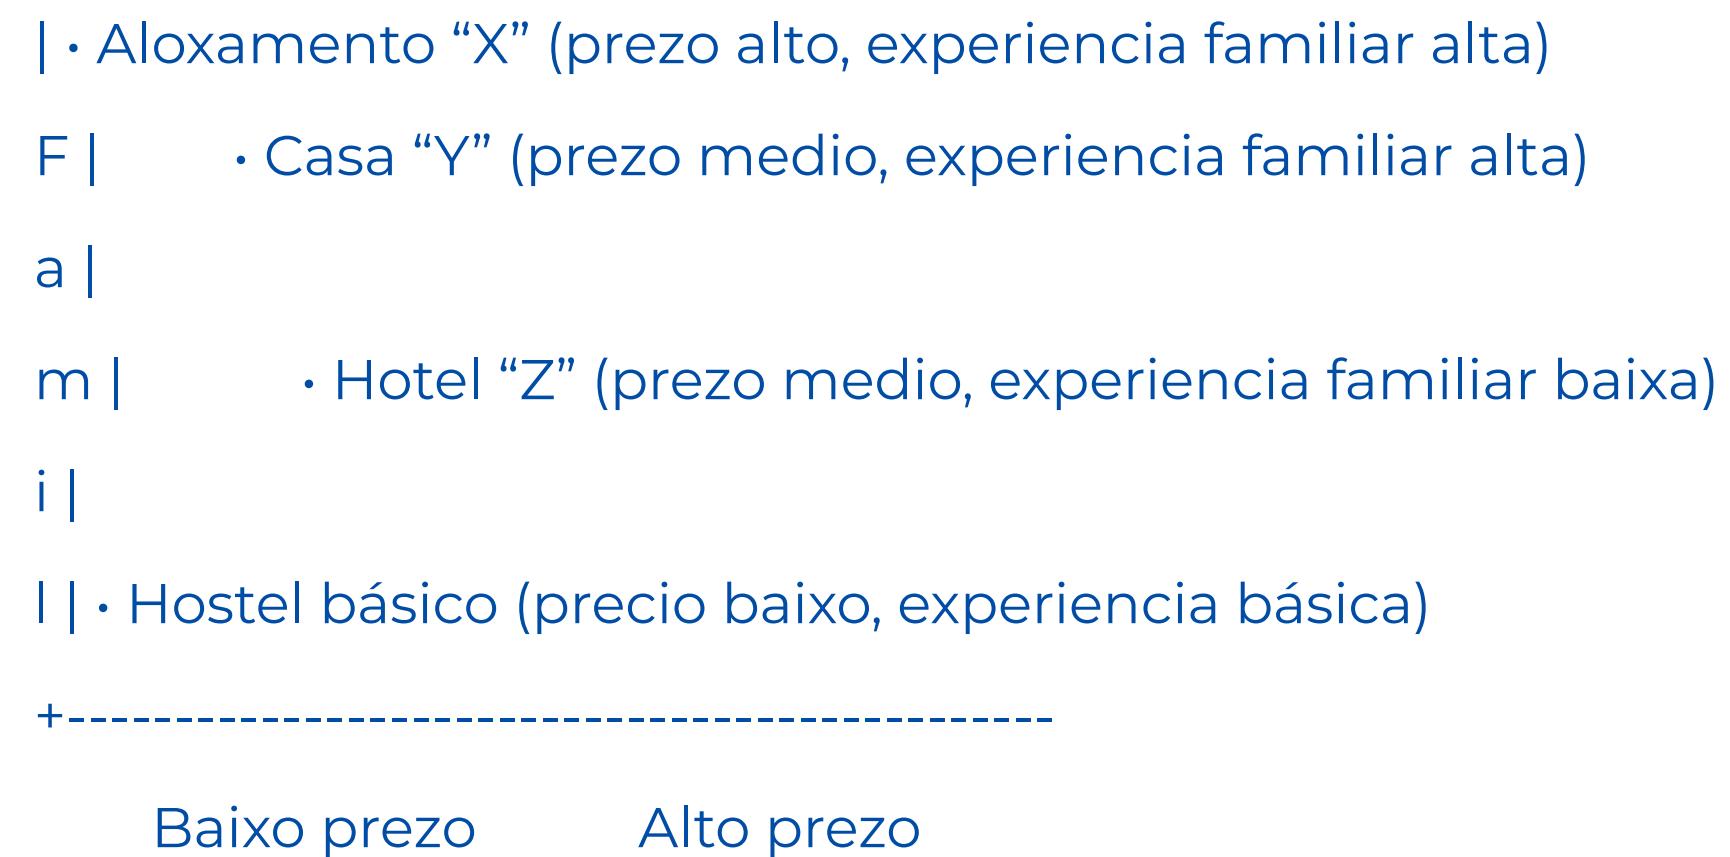 | • Aloxamento “X” (prezo alto, experiencia familiar alta)
F | • Casa “Y” (prezo medio, experiencia familiar alta)
a |
m | • Hotel “Z” (prezo medio, experiencia familiar baixa)
i |
l | • Hostel básico (precio baixo, experiencia básica)
+----------------------------------------------
Baixo prezo Alto prezo